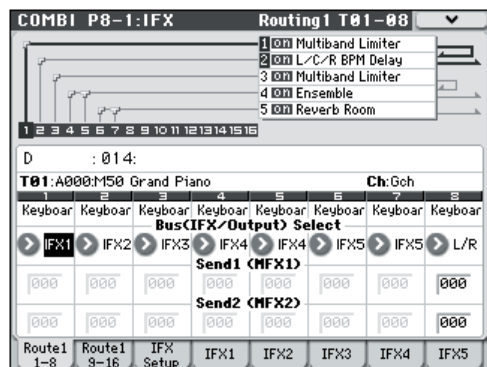 COMBI P8-1:IFX Routing1 T01-08
1 on Multiband Limiter
2 on L/C/R BPM Delay
3 on Multiband Limiter
4 on Ensemble
5 on Reverb Room
1 2 3 4 5 6 7 8 9 10 11 12 13 14 15 16
D :014:
T01:A000:M50 Grand Piano Ch:Gch
1 2 3 4 5 6 7 8
Keyboar Keyboar Keyboar Keyboar Keyboar Keyboar Keyboar Keyboar
Bus(IFX/Output) Select
IFX1 IFX2 IFX3 IFX4 IFX4 IFX5 IFX5 L/R
Send1 (MFX1)
000 000 000 000 000 000 000 000
Send2 (MFX2)
000 000 000 000 000 000 000 000
Route1 1-8 Route1 9-16 IFX Setup IFX1 IFX2 IFX3 IFX4 IFX5